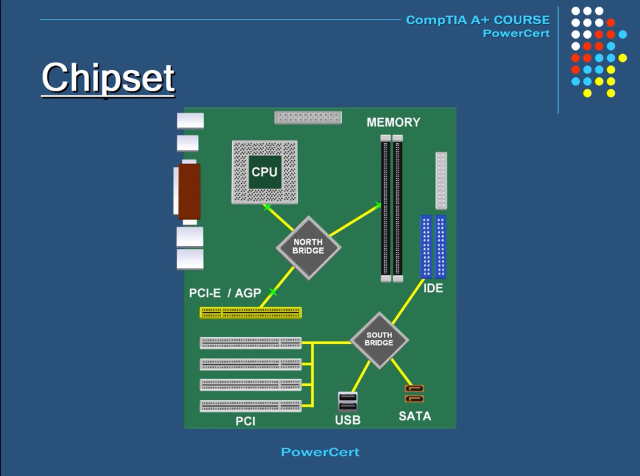 CompTIA A+ COURSE
PowerCert
Chipset
MEMORY
CPU
NORTH
BRIDGE
PCI-E / AGP
IDE
SOUTH
BRIDGE
PCI
USB
SATA
PowerCert